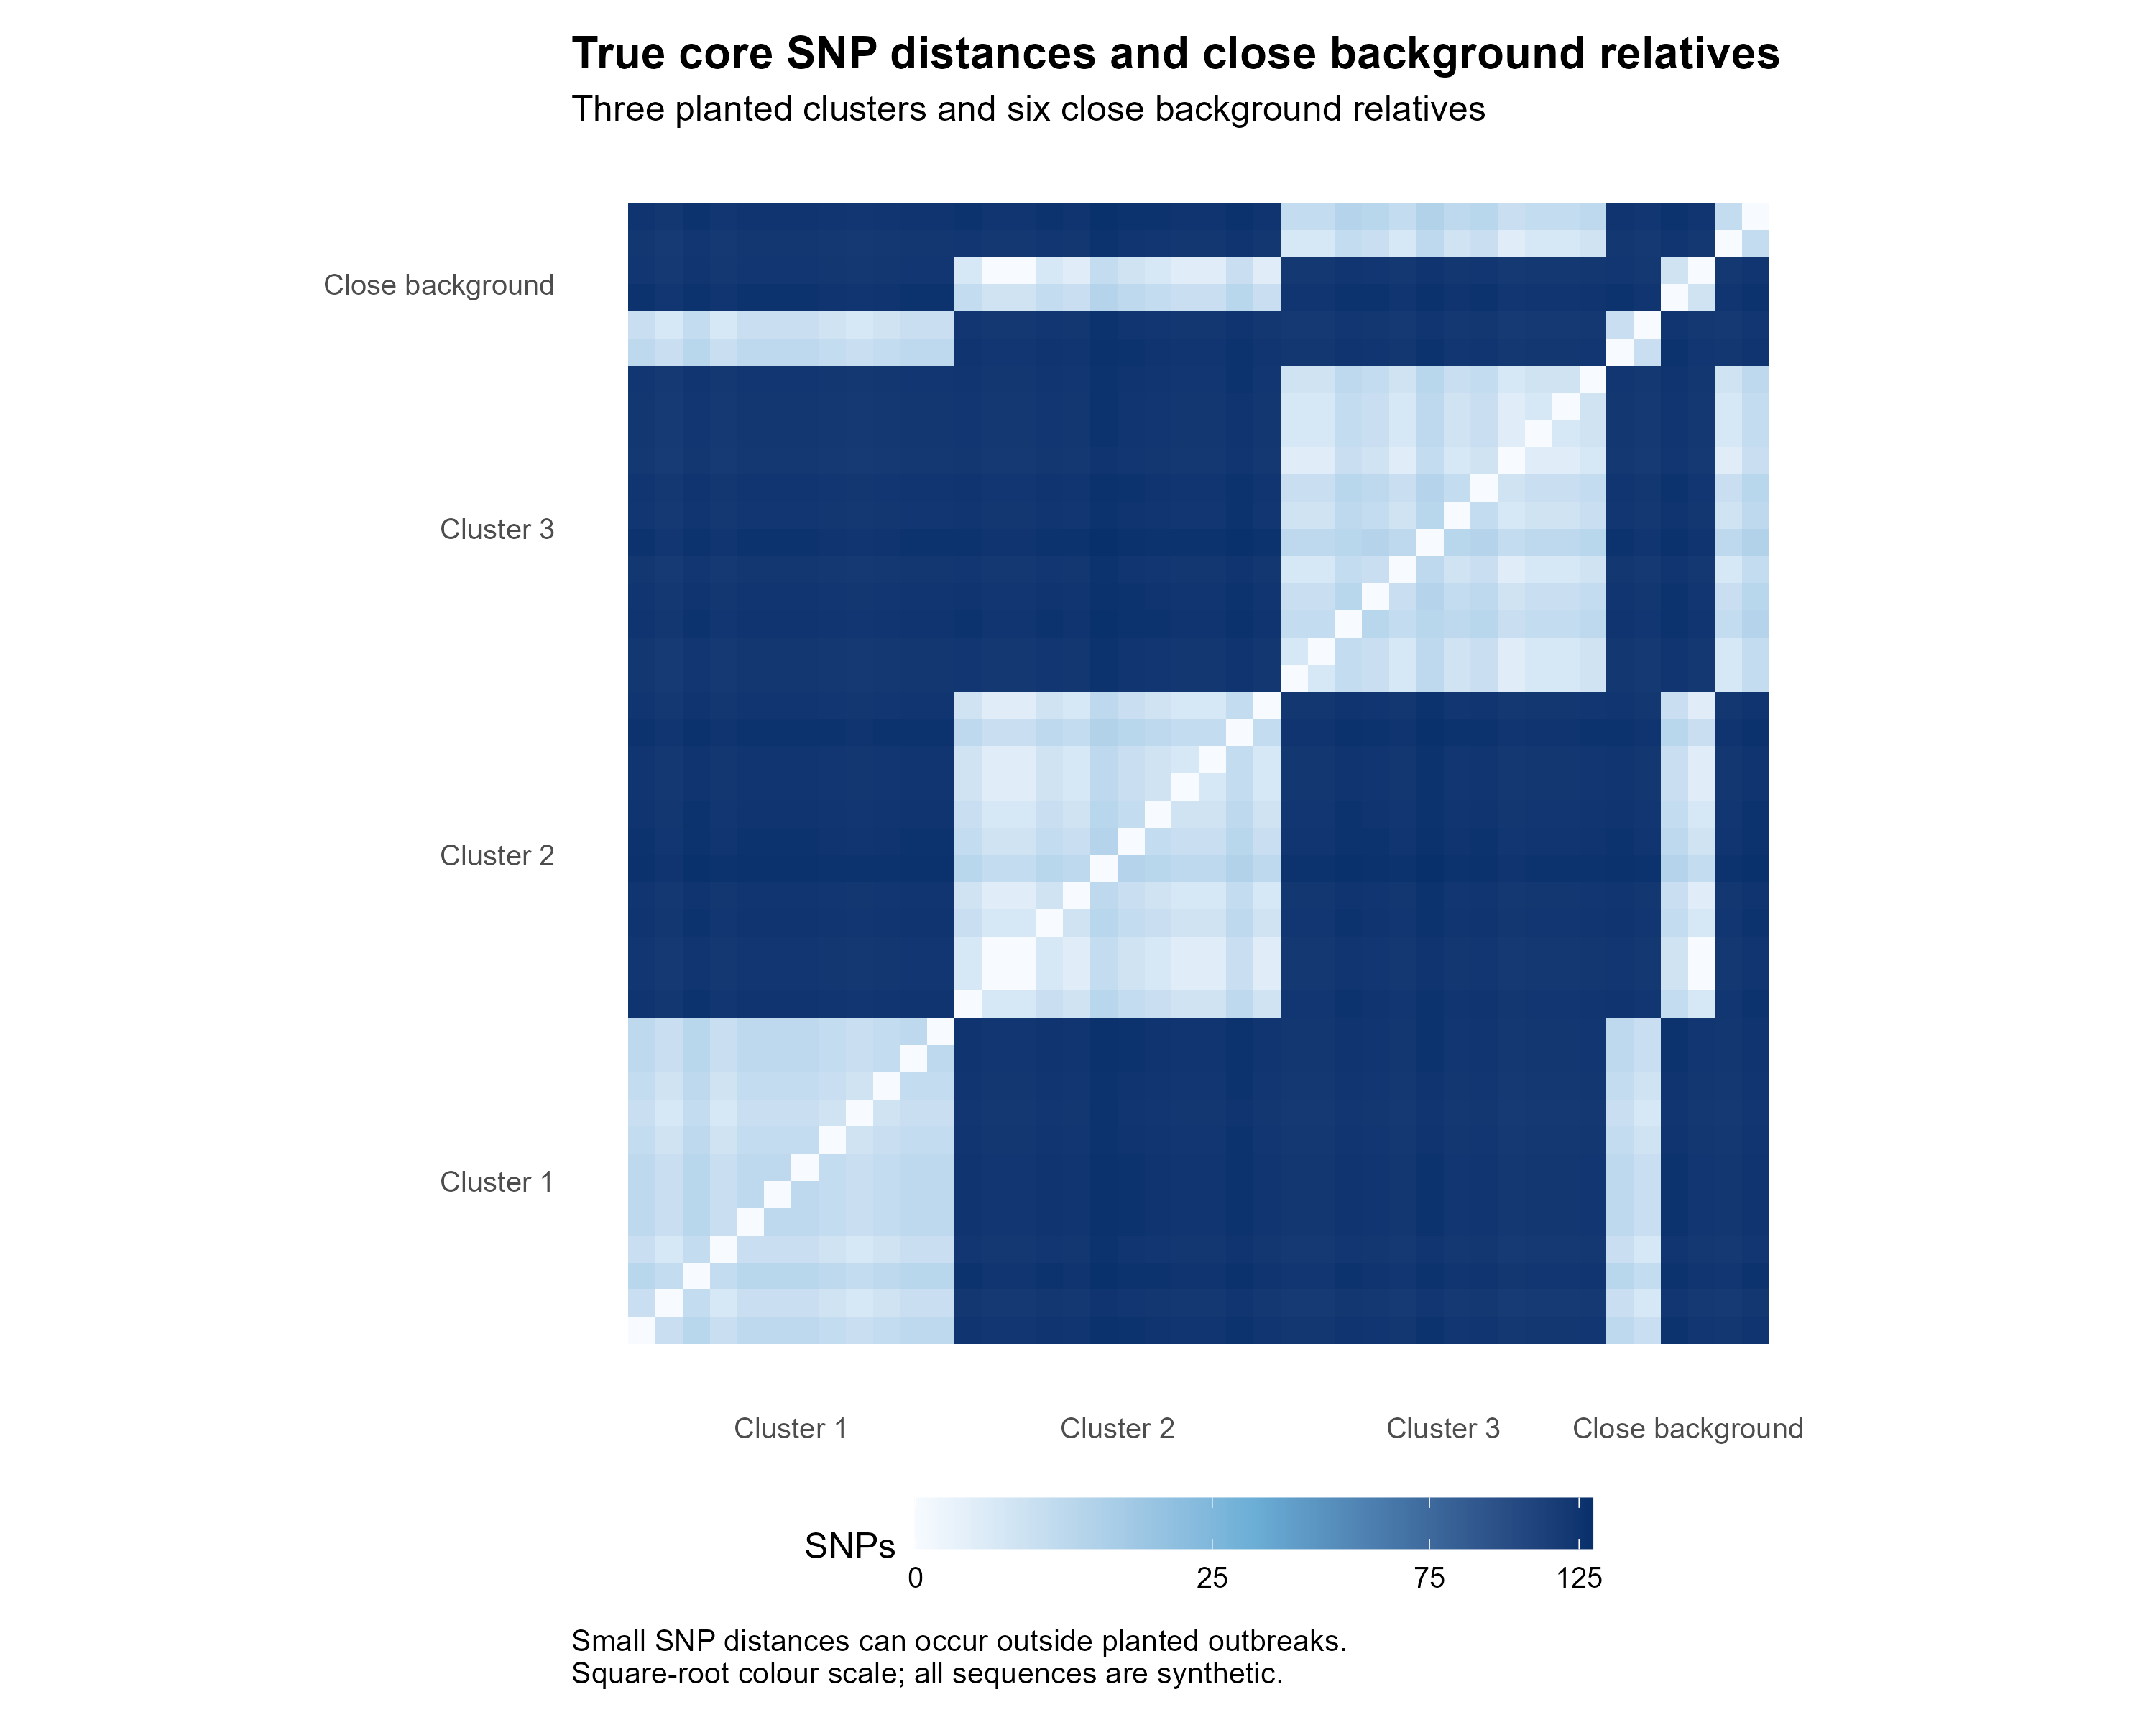 True core SNP distances and close background relatives
Three planted clusters and six close background relatives
Close background
Cluster 3
Cluster 2
Cluster 1
Cluster 1 Cluster 2 Cluster 3 Close background
SNPs
0 25 75 125
Small SNP distances can occur outside planted outbreaks.
Square-root colour scale; all sequences are synthetic.